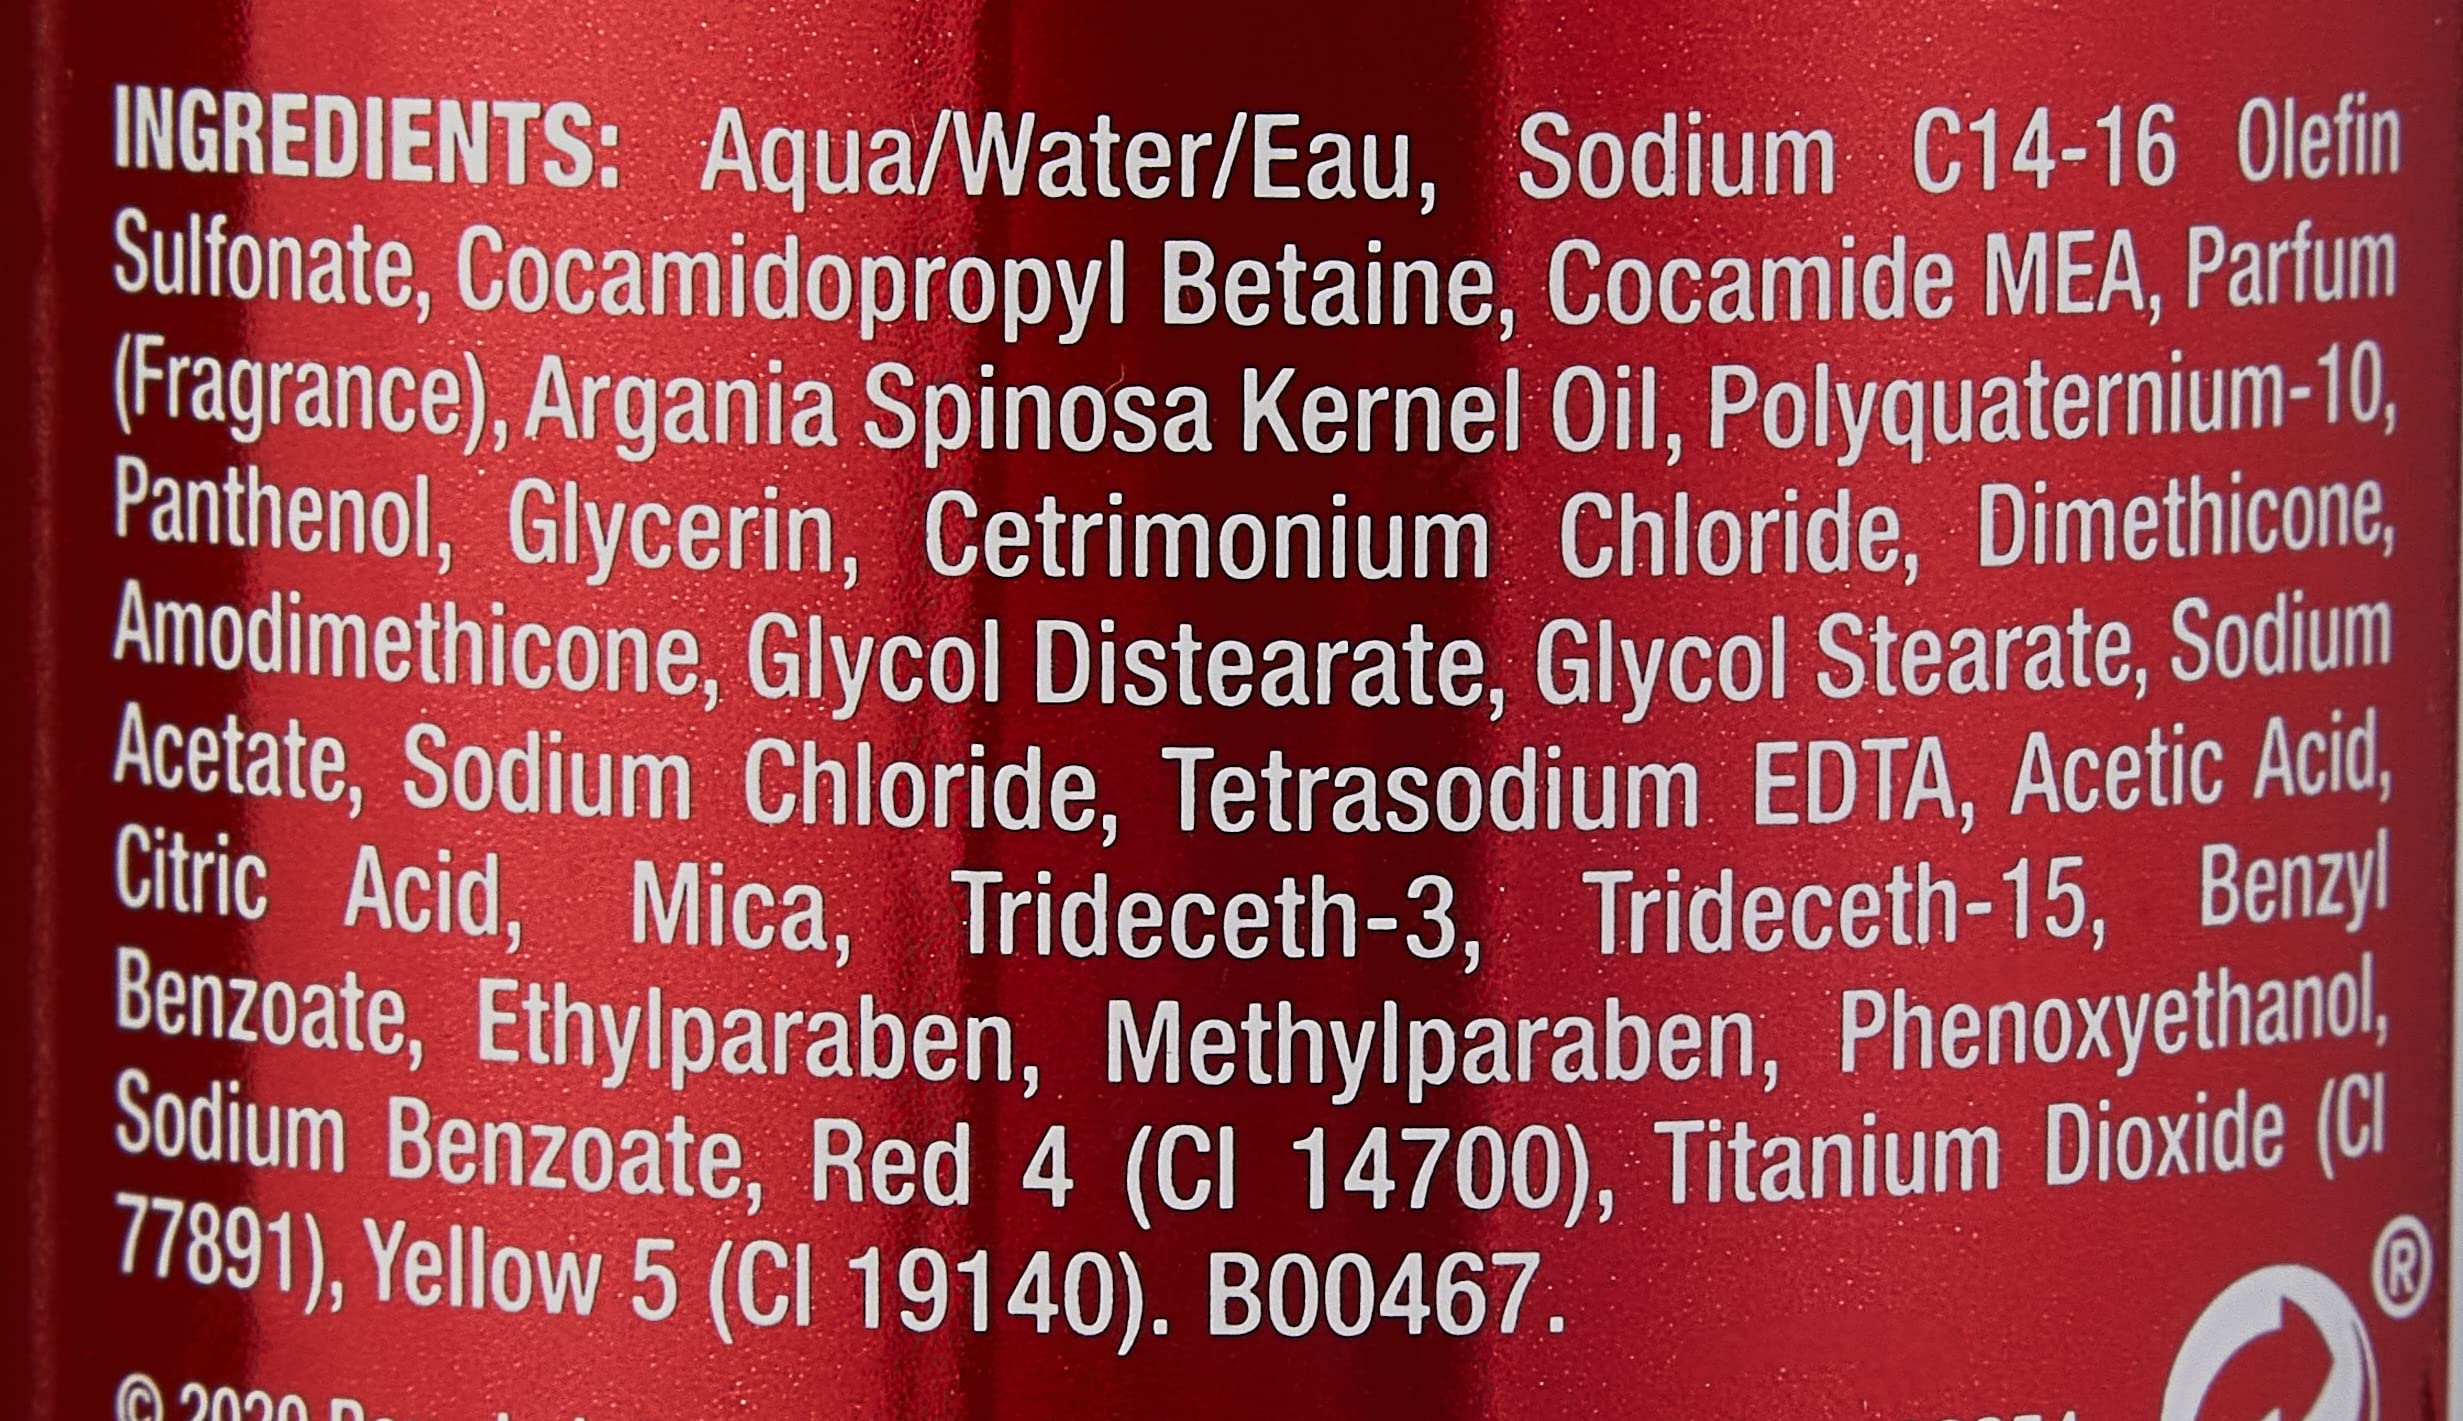 INGREDIENTS: Aqua/Water/Eau, Sodium C14-16 Olefin
Sulfonate, Cocamidopropyl Betaine, Cocamide MEA, Parfum
(Fragrance), Argania Spinosa Kernel Oil, Polyquaternium-10,
Panthenol, Glycerin, Cetrimonium Chloride, Dimethicone,
Amodimethicone, Glycol Distearate, Glycol Stearate, Sodium
Acetate, Sodium Chloride, Tetrasodium EDTA, Acetic Acid,
Citric Acid, Mica, Trideceth-3, Trideceth-15, Benzyl
Benzoate, Ethylparaben, Methylparaben, Phenoxyethanol,
Sodium Benzoate, Red 4 (CI 14700), Titanium Dioxide (CI
77891), Yellow 5 (CI 19140). B00467.
®
© 2020